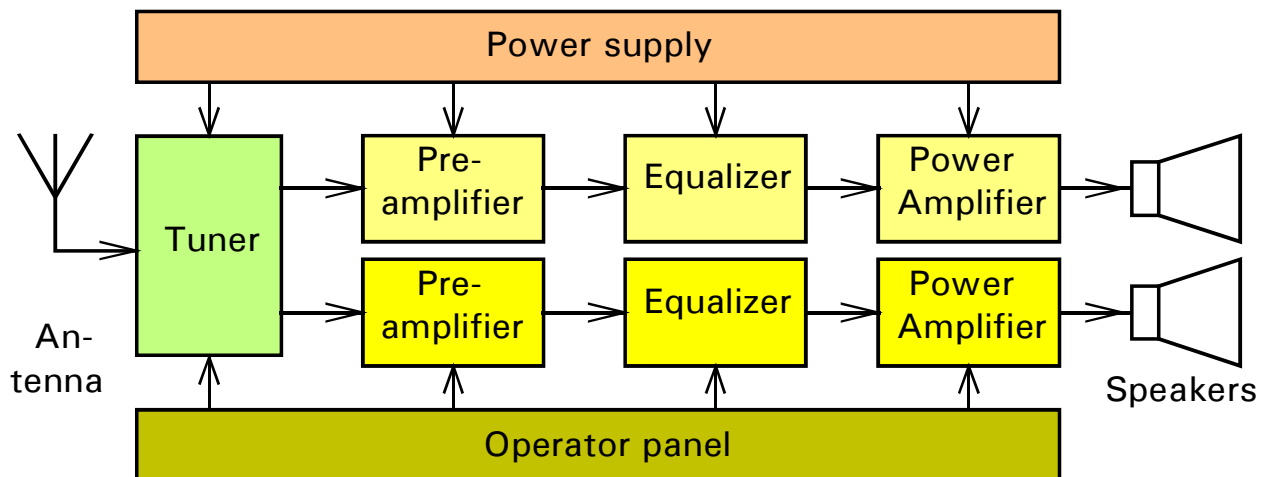 Power supply
Pre-
amplifier
Equalizer
Power
Amplifier
Tuner
Pre-
amplifier
Equalizer
Power
Amplifier
An-
tenna
Speakers
Operator panel